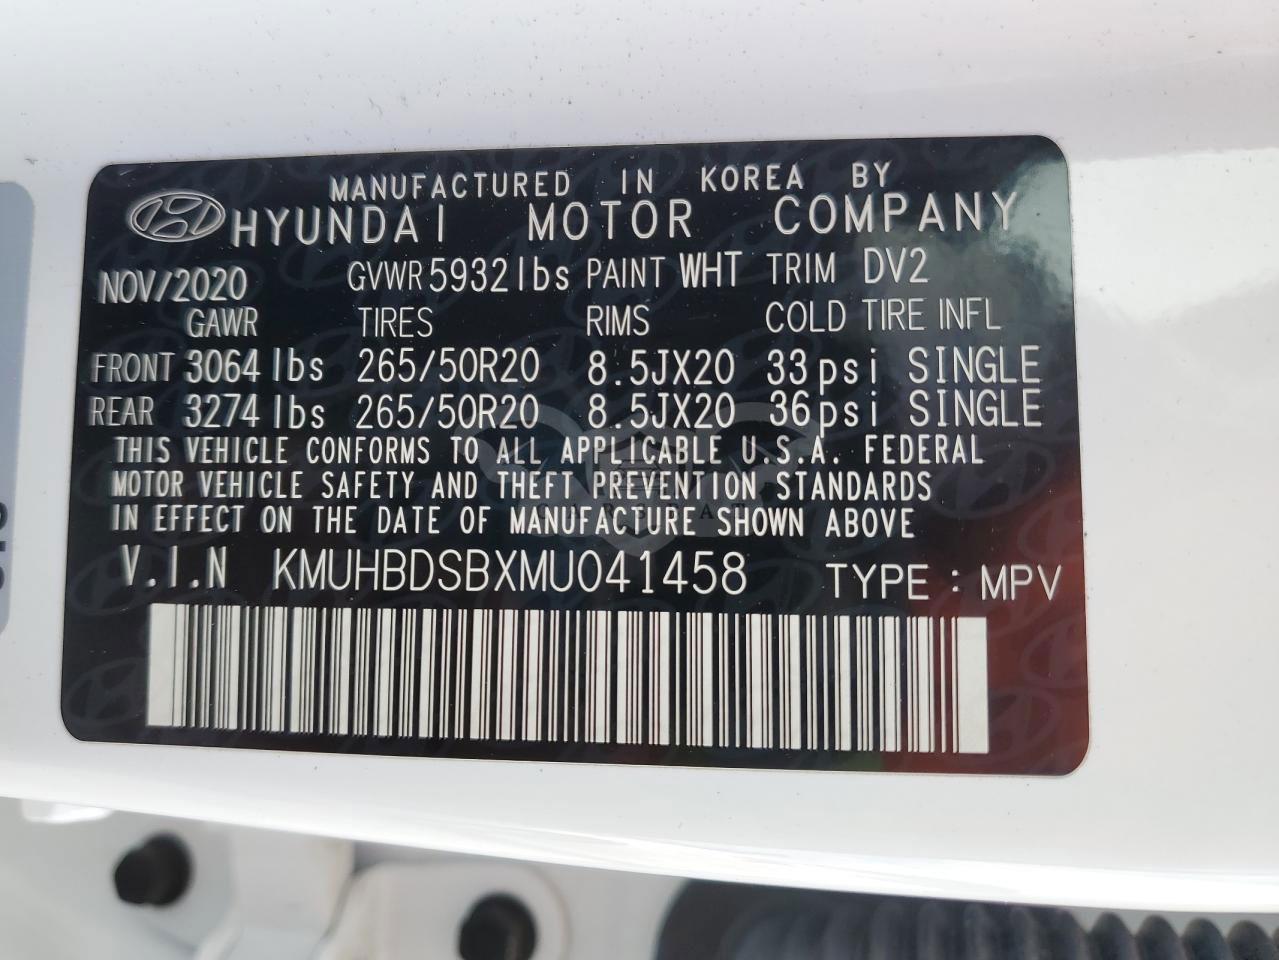 MANUFACTURED IN KOREA BY
HYUNDAI MOTOR COMPANY
NOV/2020 GVWR 5932lbs PAINT WHT TRIM DV2
GAWR TIRES RIMS COLD TIRE INFL
FRONT 3064 lbs 265/50R20 8.5JX20 33psi SINGLE
REAR 3274 lbs 265/50R20 8.5JX20 36psi SINGLE
THIS VEHICLE CONFORMS TO ALL APPLICABLE U.S.A. FEDERAL
MOTOR VEHICLE SAFETY AND THEFT PREVENTION STANDARDS
IN EFFECT ON THE DATE OF MANUFACTURE SHOWN ABOVE
V.I.N KMUHBDSBXMU041458 TYPE : MPV